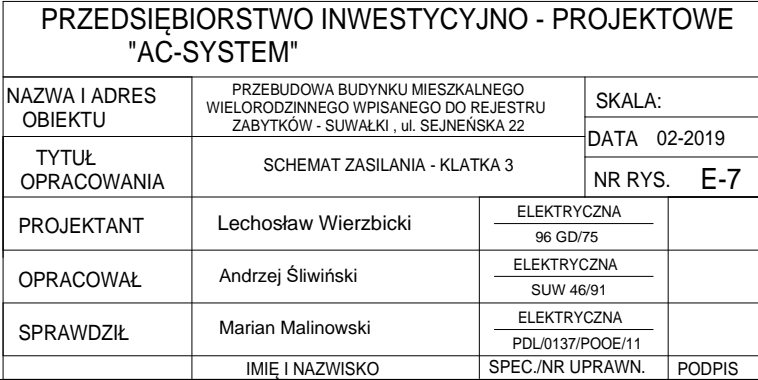 PRZEDSIĘBIORSTWO INWESTYCYJNO - PROJEKTOWE
"AC-SYSTEM"
NAZWA I ADRES
OBIEKTU
PRZEBUDOWA BUDYNKU MIESZKALNEGO
WIELORODZINNEGO WPISANEGO DO REJESTRU
ZABYTKÓW - SUWAŁKI , ul. SEJNEŃSKA 22
SKALA:
DATA 02-2019
TYTUŁ
OPRACOWANIA
SCHEMAT ZASILANIA - KLATKA 3
NR RYS. E-7
PROJEKTANT
Lechosław Wierzbicki
ELEKTRYCZNA
96 GD/75
OPRACOWAŁ
Andrzej Śliwiński
ELEKTRYCZNA
SUW 46/91
SPRAWDZIŁ
Marian Malinowski
ELEKTRYCZNA
PDL/0137/POOE/11
IMIĘ I NAZWISKO
SPEC./NR UPRAWN.
PODPIS